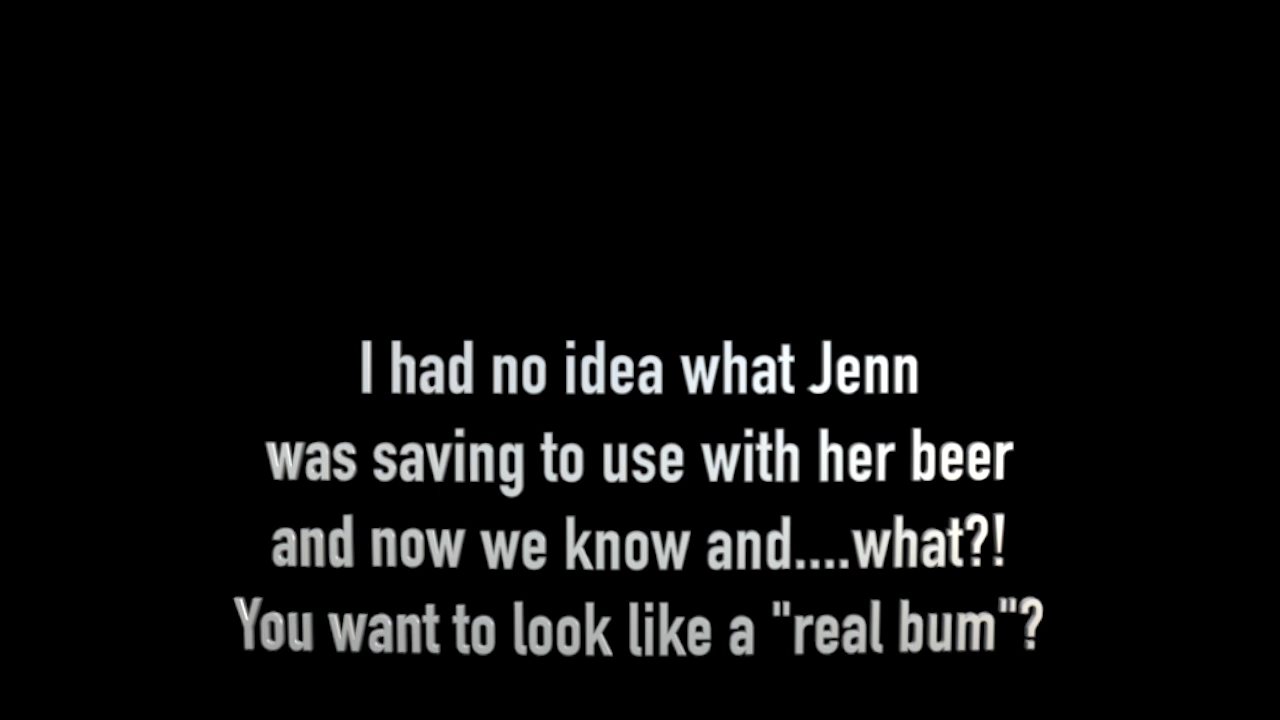 I had no idea what Jenn
was saving to use with her beer
and now we know and....what?!
You want to look like a "real bum"?